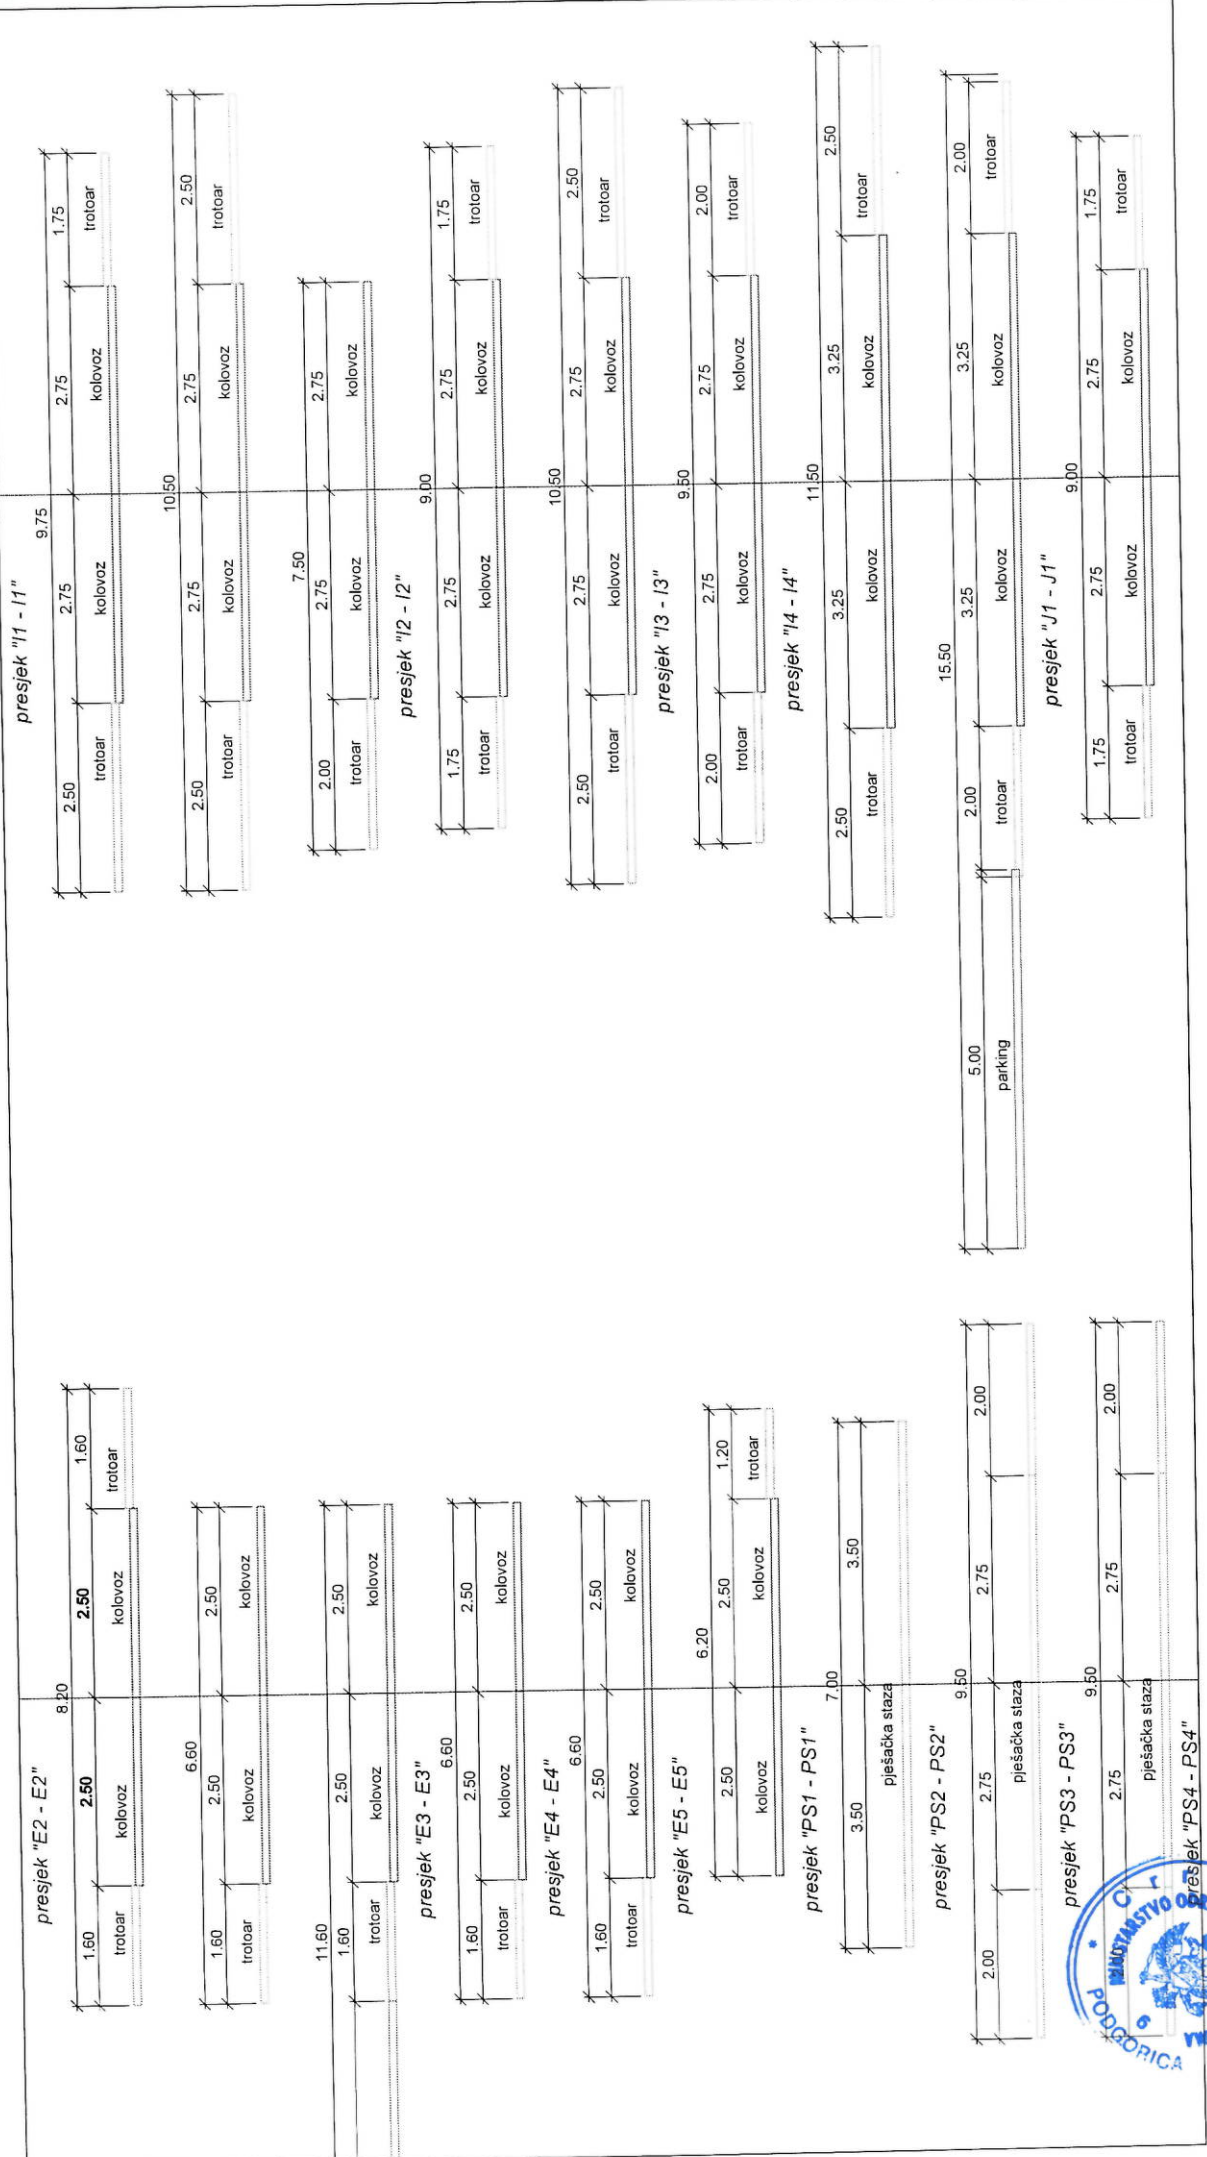 presjek "E2 - E2"
8.20
1.60 2.50 2.50 1.60
trotoar kolovoz kolovoz trotoar
6.60
1.60 2.50 2.50
trotoar kolovoz kolovoz
11.60
1.60 2.50 2.50
trotoar kolovoz kolovoz
presjek "E3 - E3"
6.60
1.60 2.50 2.50
trotoar kolovoz kolovoz
presjek "E4 - E4"
6.60
1.60 2.50 2.50
trotoar kolovoz kolovoz
presjek "E5 - E5"
6.20
2.50 2.50 1.20
kolovoz kolovoz trotoar
presjek "PS1 - PS1"
7.00
3.50 3.50
pješačka staza
presjek "PS2 - PS2"
9.50
2.00 2.75 2.75 2.00
pješačka staza
presjek "PS3 - PS3"
9.50
2.75 2.75 2.00
pješačka staza
presjek "PS4 - PS4"
PODGORICA
6
presjek "I1 - I1"
9.75
2.50 2.75 2.75 1.75
trotoar kolovoz kolovoz trotoar
10.50
2.50 2.75 2.75 2.50
trotoar kolovoz kolovoz trotoar
7.50
2.00 2.75 2.75
trotoar kolovoz kolovoz
presjek "I2 - I2"
9.00
1.75 2.75 2.75 1.75
trotoar kolovoz kolovoz trotoar
10.50
2.50 2.75 2.75 2.50
trotoar kolovoz kolovoz trotoar
presjek "I3 - I3"
9.50
2.00 2.75 2.75 2.00
trotoar kolovoz kolovoz trotoar
presjek "I4 - I4"
11.50
2.50 3.25 3.25 2.50
trotoar kolovoz kolovoz trotoar
15.50
5.00 2.00 3.25 3.25 2.00
parking trotoar kolovoz kolovoz trotoar
presjek "J1 - J1"
9.00
1.75 2.75 2.75 1.75
trotoar kolovoz kolovoz trotoar